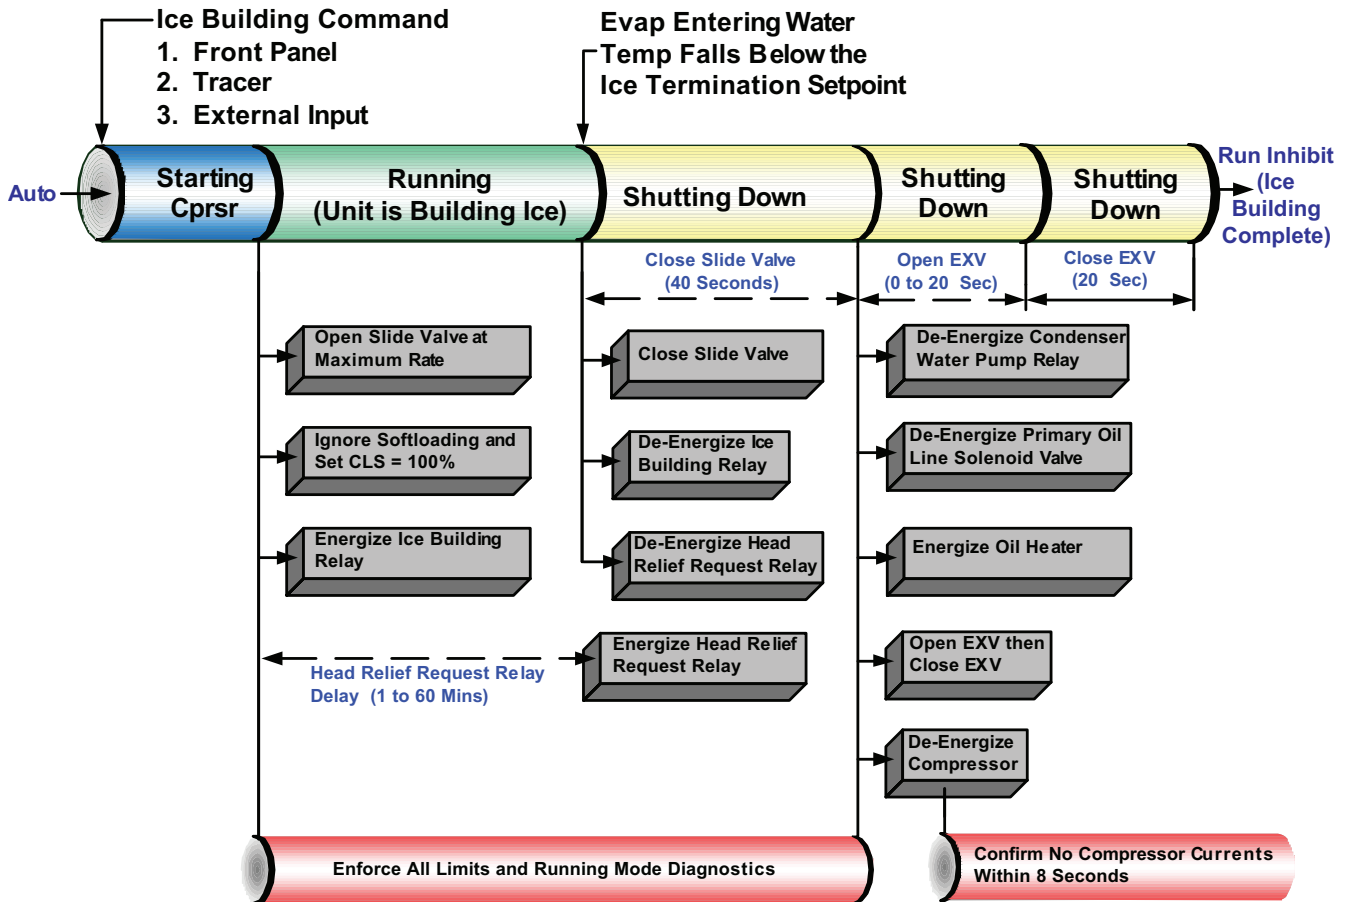 Ice Building Command
1. Front Panel
2. Tracer
3. External Input
Evap Entering Water
Temp Falls Below the
Ice Termination Setpoint
Auto
Starting
Cprsr
Running
(Unit is Building Ice)
Shutting Down
Shutting
Down
Shutting
Down
Run Inhibit
(Ice
Building
Complete)
Close Slide Valve
(40 Seconds)
Open EXV
(0 to 20 Sec)
Close EXV
(20 Sec)
Open Slide Valve at
Maximum Rate
Close Slide Valve
De-Energize Condenser
Water Pump Relay
Ignore Softloading and
Set CLS = 100%
De-Energize Ice
Building Relay
De-Energize Primary Oil
Line Solenoid Valve
Energize Ice Building
Relay
De-Energize Head
Relief Request Relay
Energize Oil Heater
Head Relief Request Relay
Delay (1 to 60 Mins)
Energize Head Relief
Request Relay
Open EXV then
Close EXV
De-Energize
Compressor
Enforce All Limits and Running Mode Diagnostics
Confirm No Compressor Currents
Within 8 Seconds